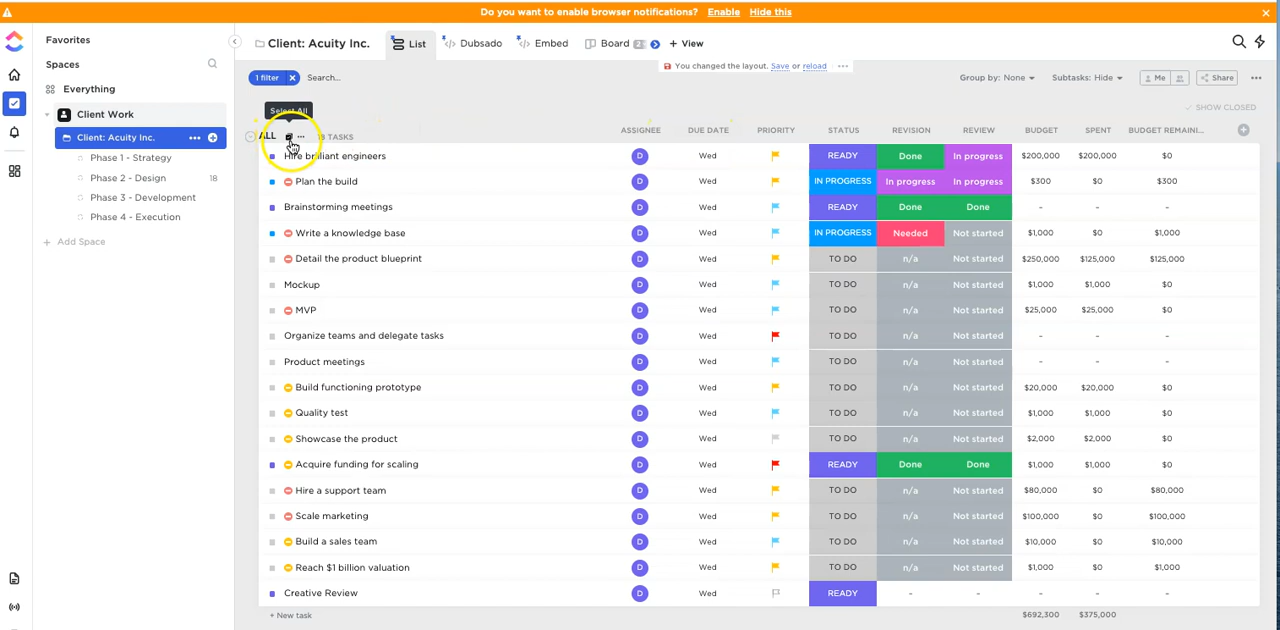 Do you want to enable browser notifications? Enable Hide this
Favorites
Spaces
Everything
Client Work
Client: Acuity Inc.
Phase 1 - Strategy
Phase 2 - Design 18
Phase 3 - Development
Phase 4 - Execution
+ Add Space
Client: Acuity Inc. List Dubsado Embed Board 2 + View
You changed the layout. Save or reload
1 filter Search... Group by: None Subtasks: Hide Me Share
Select All SHOW CLOSED
ALL TASKS ASSIGNEE DUE DATE PRIORITY STATUS REVISION REVIEW BUDGET SPENT BUDGET REMAINI...
Hire brilliant engineers D Wed READY Done In progress $200,000 $200,000 $0
Plan the build D Wed IN PROGRESS In progress In progress $300 $0 $300
Brainstorming meetings D Wed READY Done Done - - -
Write a knowledge base D Wed IN PROGRESS Needed Not started $1,000 $0 $1,000
Detail the product blueprint D Wed TO DO n/a Not started $250,000 $125,000 $125,000
Mockup D Wed TO DO n/a Not started $1,000 $1,000 $0
MVP D Wed TO DO n/a Not started $25,000 $25,000 $0
Organize teams and delegate tasks D Wed TO DO n/a Not started - - -
Product meetings D Wed TO DO n/a Not started - - -
Build functioning prototype D Wed TO DO n/a Not started $20,000 $20,000 $0
Quality test D Wed TO DO n/a Not started $1,000 $1,000 $0
Showcase the product D Wed TO DO n/a Not started $2,000 $2,000 $0
Acquire funding for scaling D Wed READY Done Done $1,000 $1,000 $0
Hire a support team D Wed TO DO n/a Not started $80,000 $0 $80,000
Scale marketing D Wed TO DO n/a Not started $100,000 $0 $100,000
Build a sales team D Wed TO DO n/a Not started $10,000 $0 $10,000
Reach $1 billion valuation D Wed TO DO n/a Not started $1,000 $0 $1,000
Creative Review D Wed READY - - - - -
+ New task $692,300 $375,000